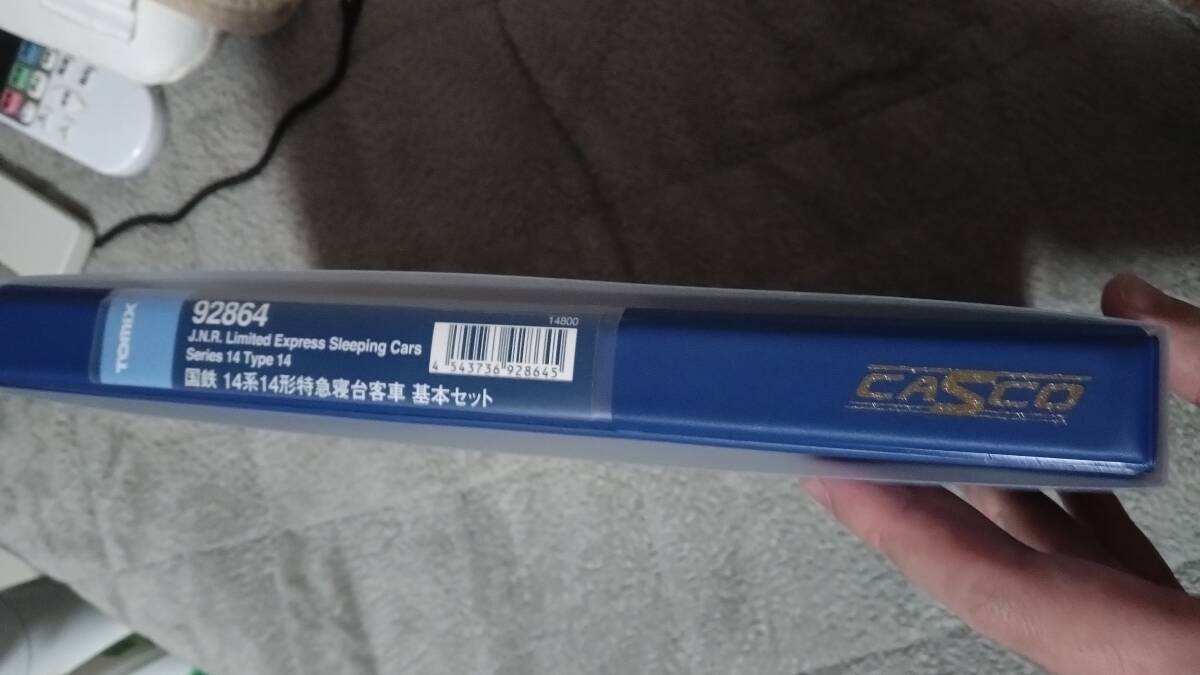 TOMIX
92864
14800
J.N.R. Limited Express Sleeping Cars
Series 14 Type 14
4 543736 928645
国鉄 14系14形特急寝台客車 基本セット
CASCO